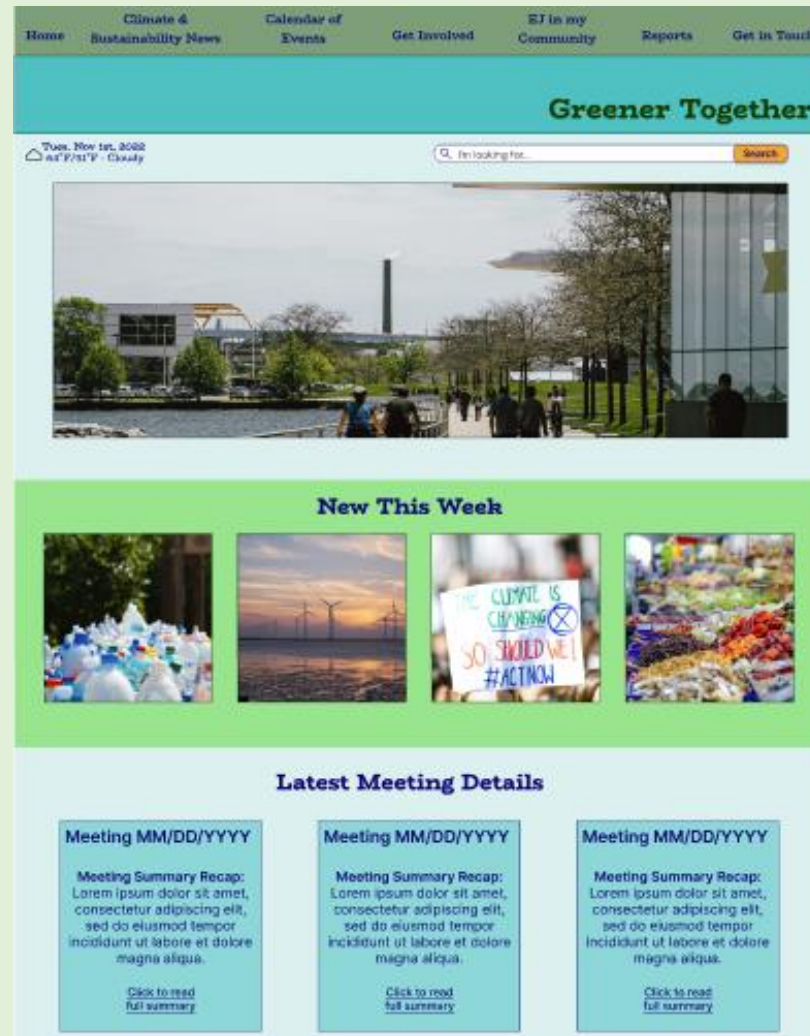 Home
Climate &
Sustainability News
Calendar of
Events
Get Involved
EJ in my
Community
Reports
Get in Touch
Greener Together
Tues. Nov 1st, 2022
Cloudy
I'm looking for...
Search
New This Week
THE CLIMATE IS
CHANGING
SO SHOULD WE!
#ACTNOW
Latest Meeting Details
Meeting MM/DD/YYYY
Meeting Summary Recap:
Lorem ipsum dolor sit amet,
consectetur adipiscing elit,
sed do eiusmod tempor
incididunt ut labore et dolore
magna aliqua.
Click to read
full summary
Meeting MM/DD/YYYY
Meeting Summary Recap:
Lorem ipsum dolor sit amet,
consectetur adipiscing elit,
sed do eiusmod tempor
incididunt ut labore et dolore
magna aliqua.
Click to read
full summary
Meeting MM/DD/YYYY
Meeting Summary Recap:
Lorem ipsum dolor sit amet,
consectetur adipiscing elit,
sed do eiusmod tempor
incididunt ut labore et dolore
magna aliqua.
Click to read
full summary